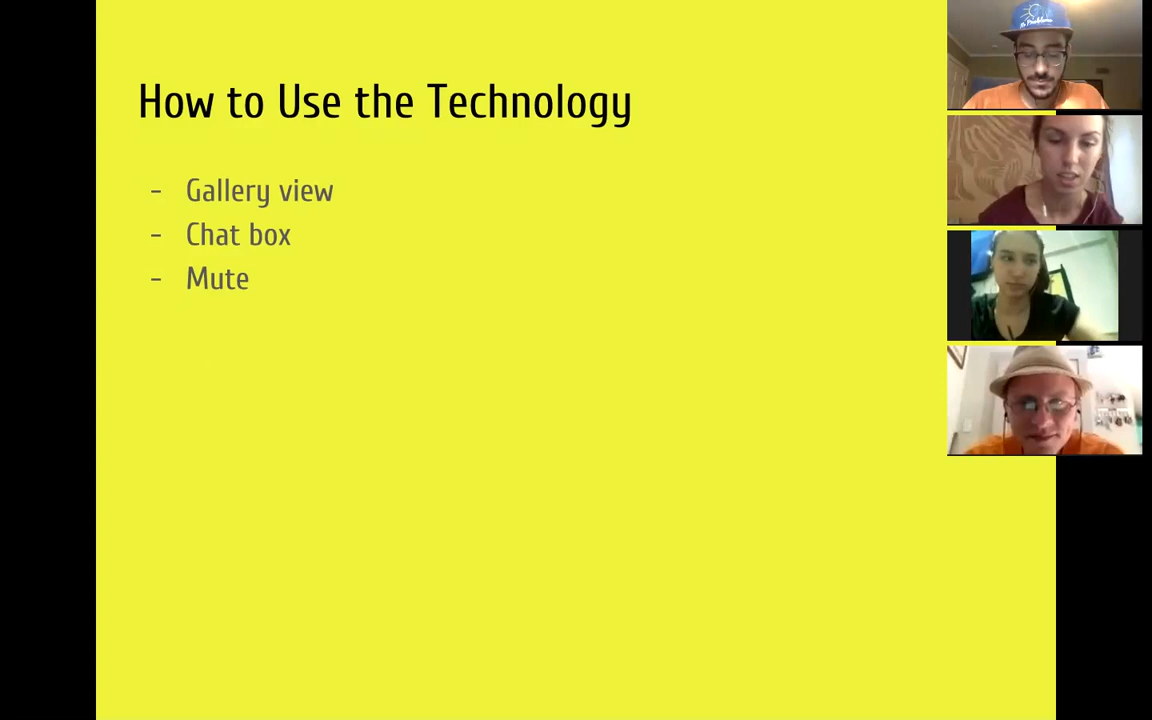 How to Use the Technology
- Gallery view
- Chat box
- Mute